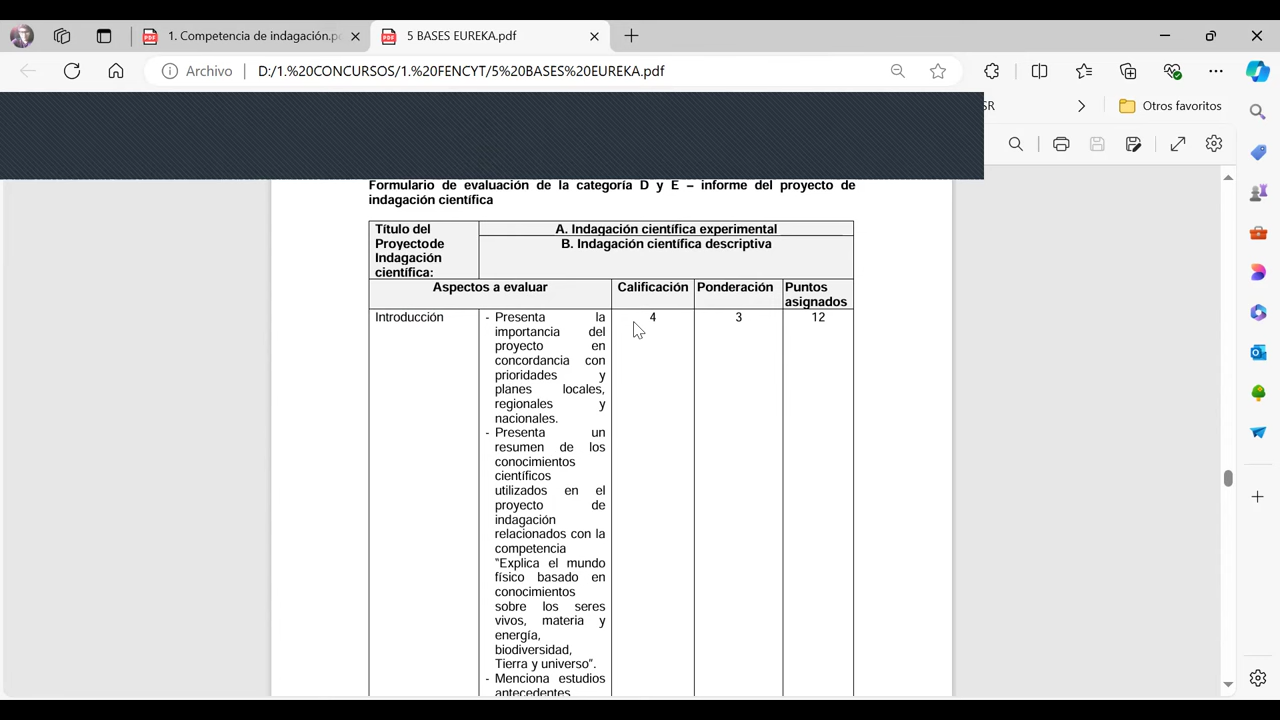 1. Competencia de indagación.p
5 BASES EUREKA.pdf
Archivo
D:/1.%20CONCURSOS/1.%20FENCYT/5%20BASES%20EUREKA.pdf
SR
Otros favoritos
Formulario de evaluación de la categoría D y E – informe del proyecto de
indagación científica
Título del
Proyectode
Indagación
científica:
A. Indagación científica experimental
B. Indagación científica descriptiva
Aspectos a evaluar
Calificación
Ponderación
Puntos
asignados
Introducción
- Presenta la
importancia del
proyecto en
concordancia con
prioridades y
planes locales,
regionales y
nacionales.
- Presenta un
resumen de los
conocimientos
científicos
utilizados en el
proyecto de
indagación
relacionados con la
competencia
“Explica el mundo
físico basado en
conocimientos
sobre los seres
vivos, materia y
energía,
biodiversidad,
Tierra y universo”.
- Menciona estudios
antecedentes
4
3
12